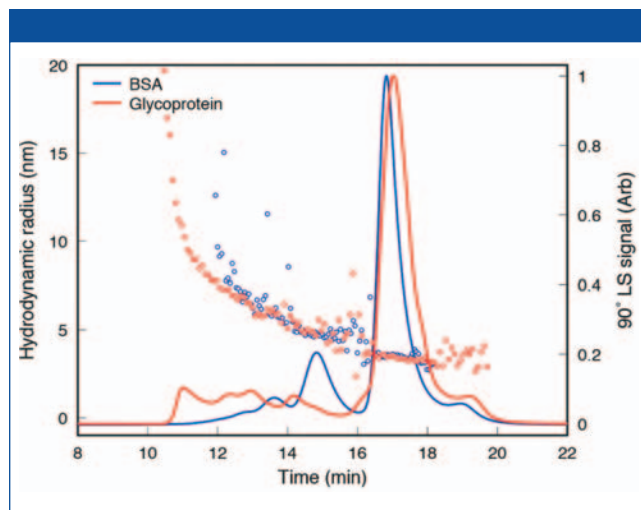 BSA
Glycoprotein
Hydrodynamic radius (nm)
20
15
10
5
0
90° LS signal (Arb)
1
0.8
0.6
0.4
0.2
0
8 10 12 14 16 18 20 22
Time (min)